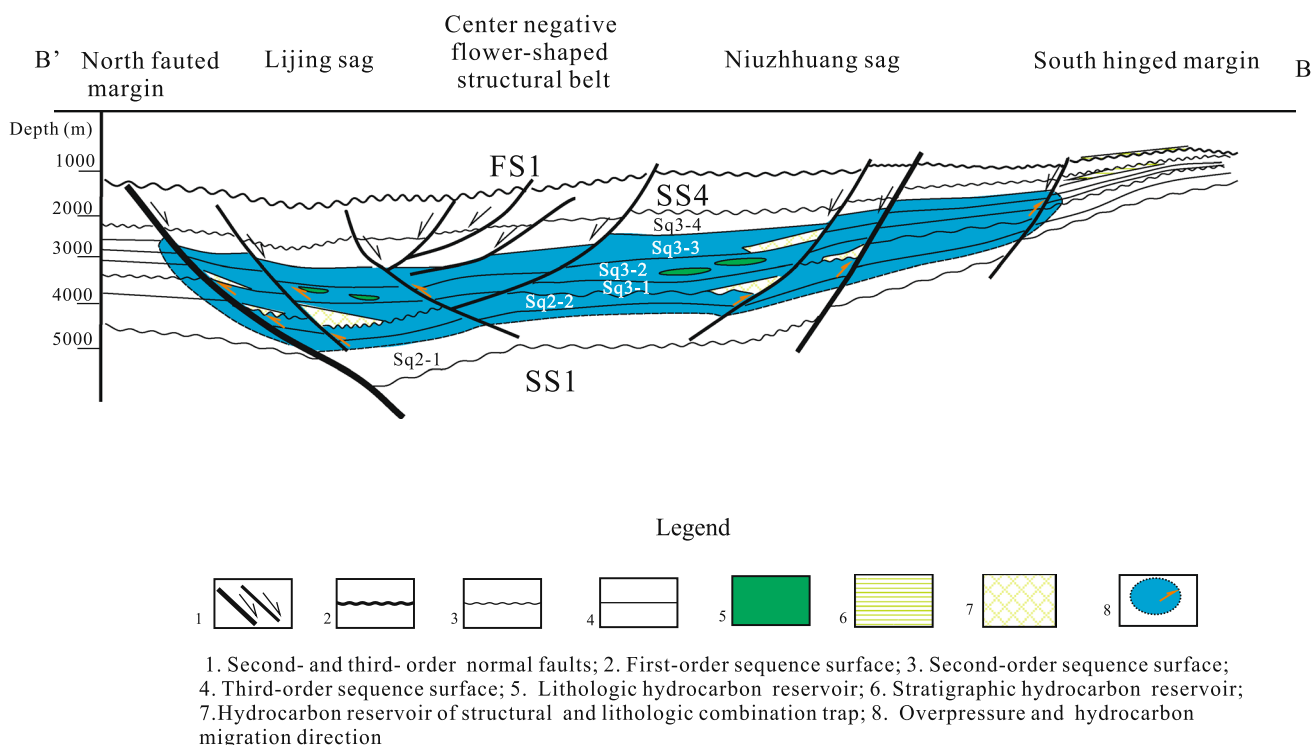 Center negative
flower-shaped
structural belt
B’
North fauted
margin
Lijing sag
Niuzhhuang sag
South hinged margin
B
Depth (m)
1000
2000
3000
4000
5000
FS1
SS4
Sq3-4
Sq3-3
Sq3-2
Sq3-1
Sq2-2
Sq2-1
SS1
Legend
1
2
3
4
5
6
7
8
1. Second- and third- order normal faults; 2. First-order sequence surface; 3. Second-order sequence surface;
4. Third-order sequence surface; 5. Lithologic hydrocarbon reservoir; 6. Stratigraphic hydrocarbon reservoir;
7.Hydrocarbon reservoir of structural and lithologic combination trap; 8. Overpressure and hydrocarbon
migration direction